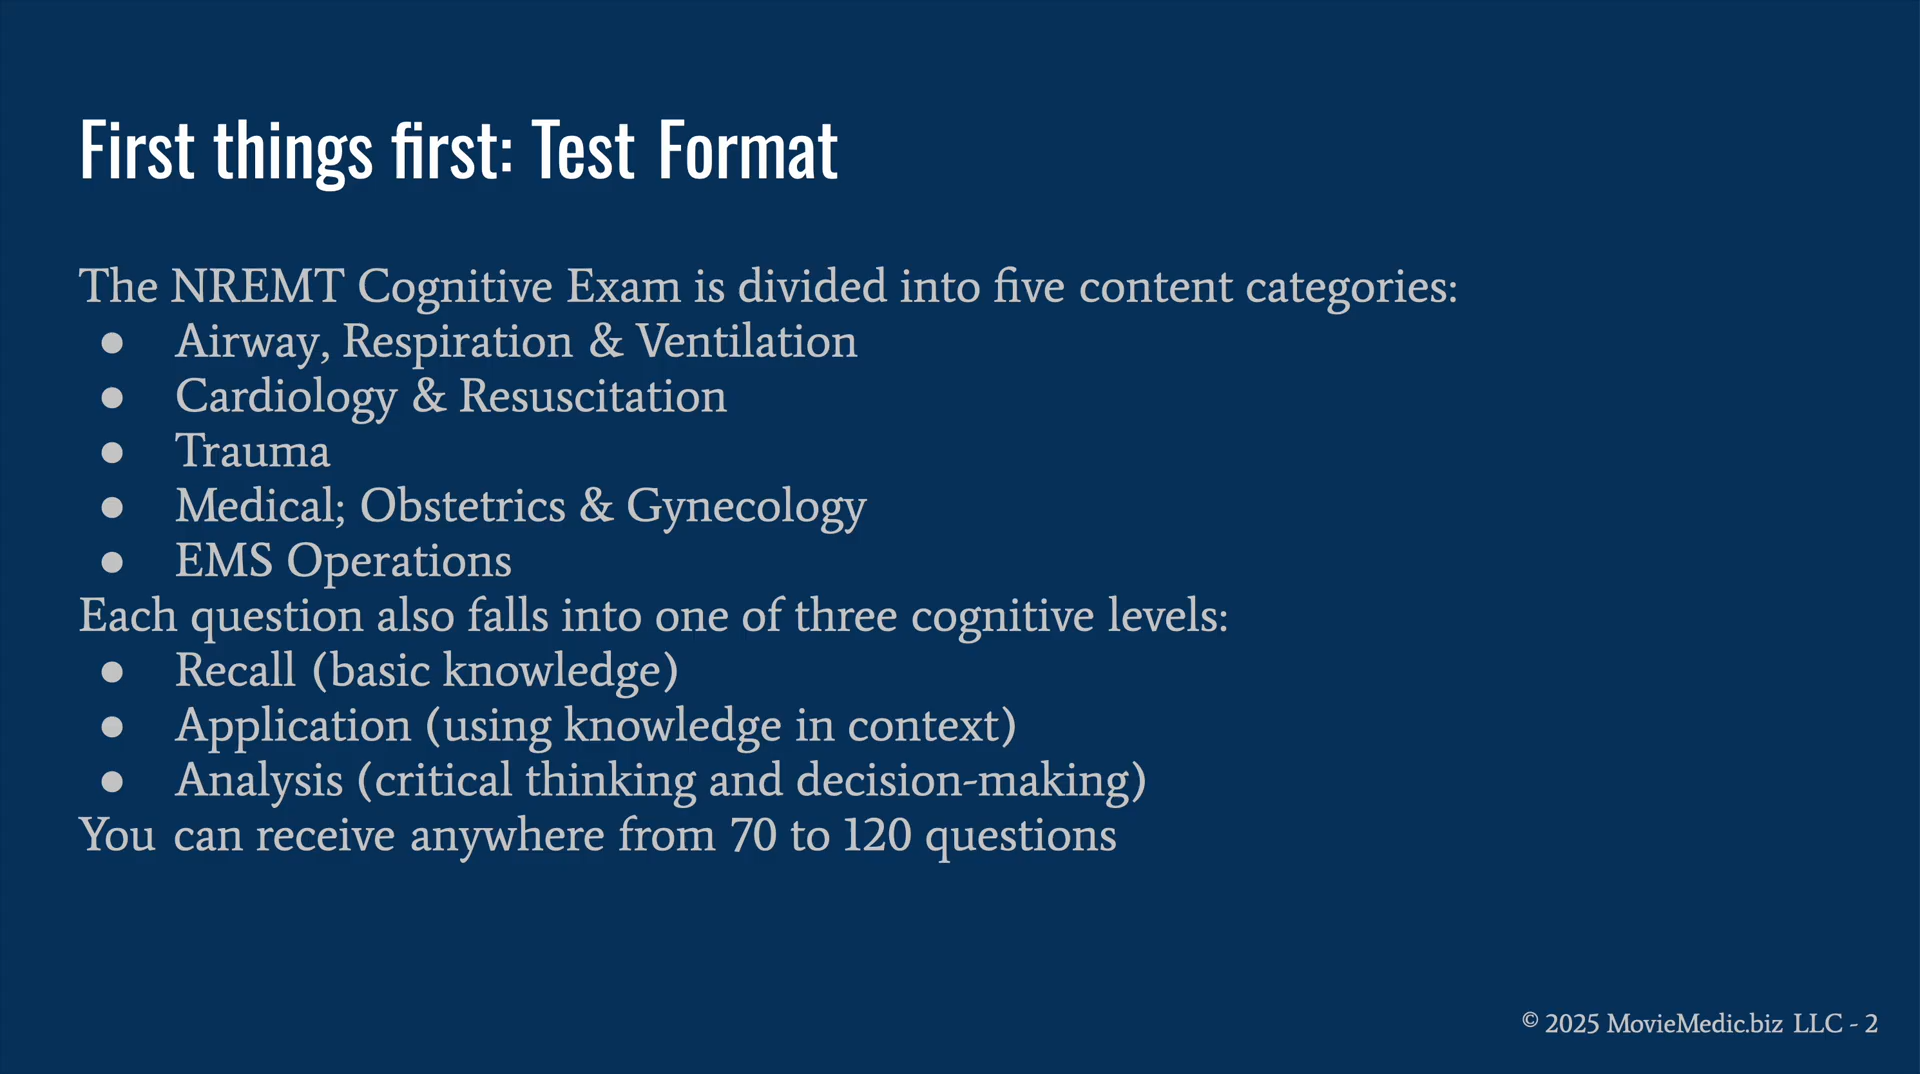 First things first: Test Format
The NREMT Cognitive Exam is divided into five content categories:
● Airway, Respiration & Ventilation
● Cardiology & Resuscitation
● Trauma
● Medical; Obstetrics & Gynecology
● EMS Operations
Each question also falls into one of three cognitive levels:
● Recall (basic knowledge)
● Application (using knowledge in context)
● Analysis (critical thinking and decision-making)
You can receive anywhere from 70 to 120 questions
© 2025 MovieMedic.biz LLC - 2